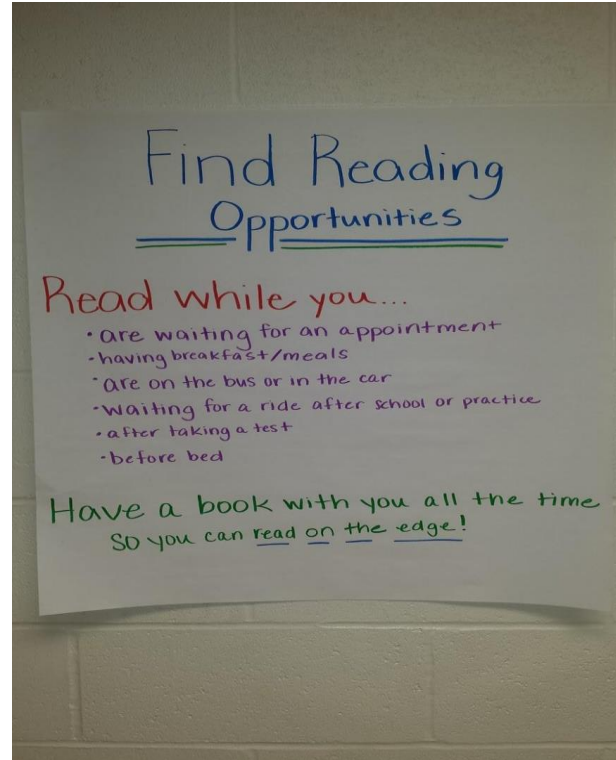 Find Reading
Opportunities
Read while you...
• are waiting for an appointment
• having breakfast/meals
• are on the bus or in the car
• waiting for a ride after school or practice
• after taking a test
• before bed
Have a book with you all the time
so you can read on the edge!